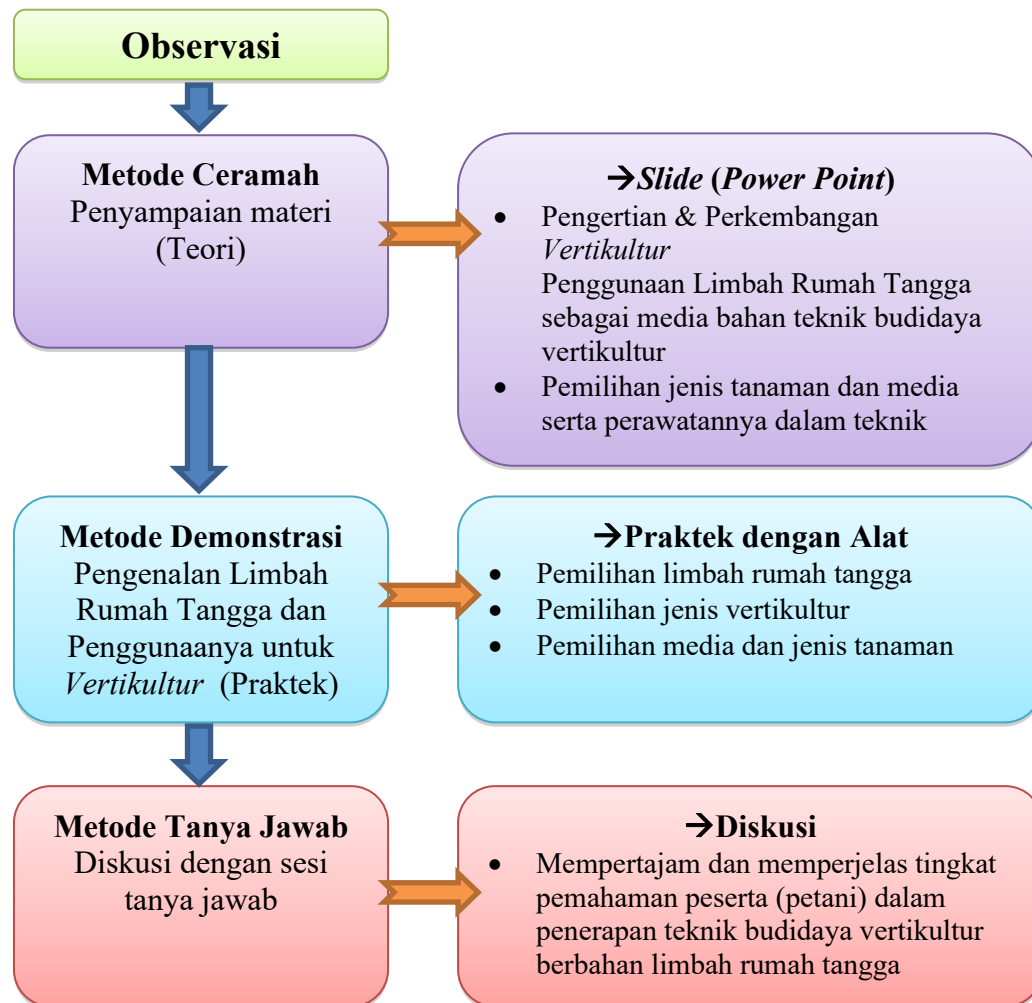 Observasi
Metode Ceramah
Penyampaian materi
(Teori)
→Slide (Power Point)
• Pengertian & Perkembangan
Vertikultur
Penggunaan Limbah Rumah Tangga
sebagai media bahan teknik budidaya
vertikultur
• Pemilihan jenis tanaman dan media
serta perawatannya dalam teknik
Metode Demonstrasi
Pengenalan Limbah
Rumah Tangga dan
Penggunaanya untuk
Vertikultur (Praktek)
→Praktek dengan Alat
• Pemilihan limbah rumah tangga
• Pemilihan jenis vertikultur
• Pemilihan media dan jenis tanaman
Metode Tanya Jawab
Diskusi dengan sesi
tanya jawab
→Diskusi
• Mempertajam dan memperjelas tingkat
pemahaman peserta (petani) dalam
penerapan teknik budidaya vertikultur
berbahan limbah rumah tangga